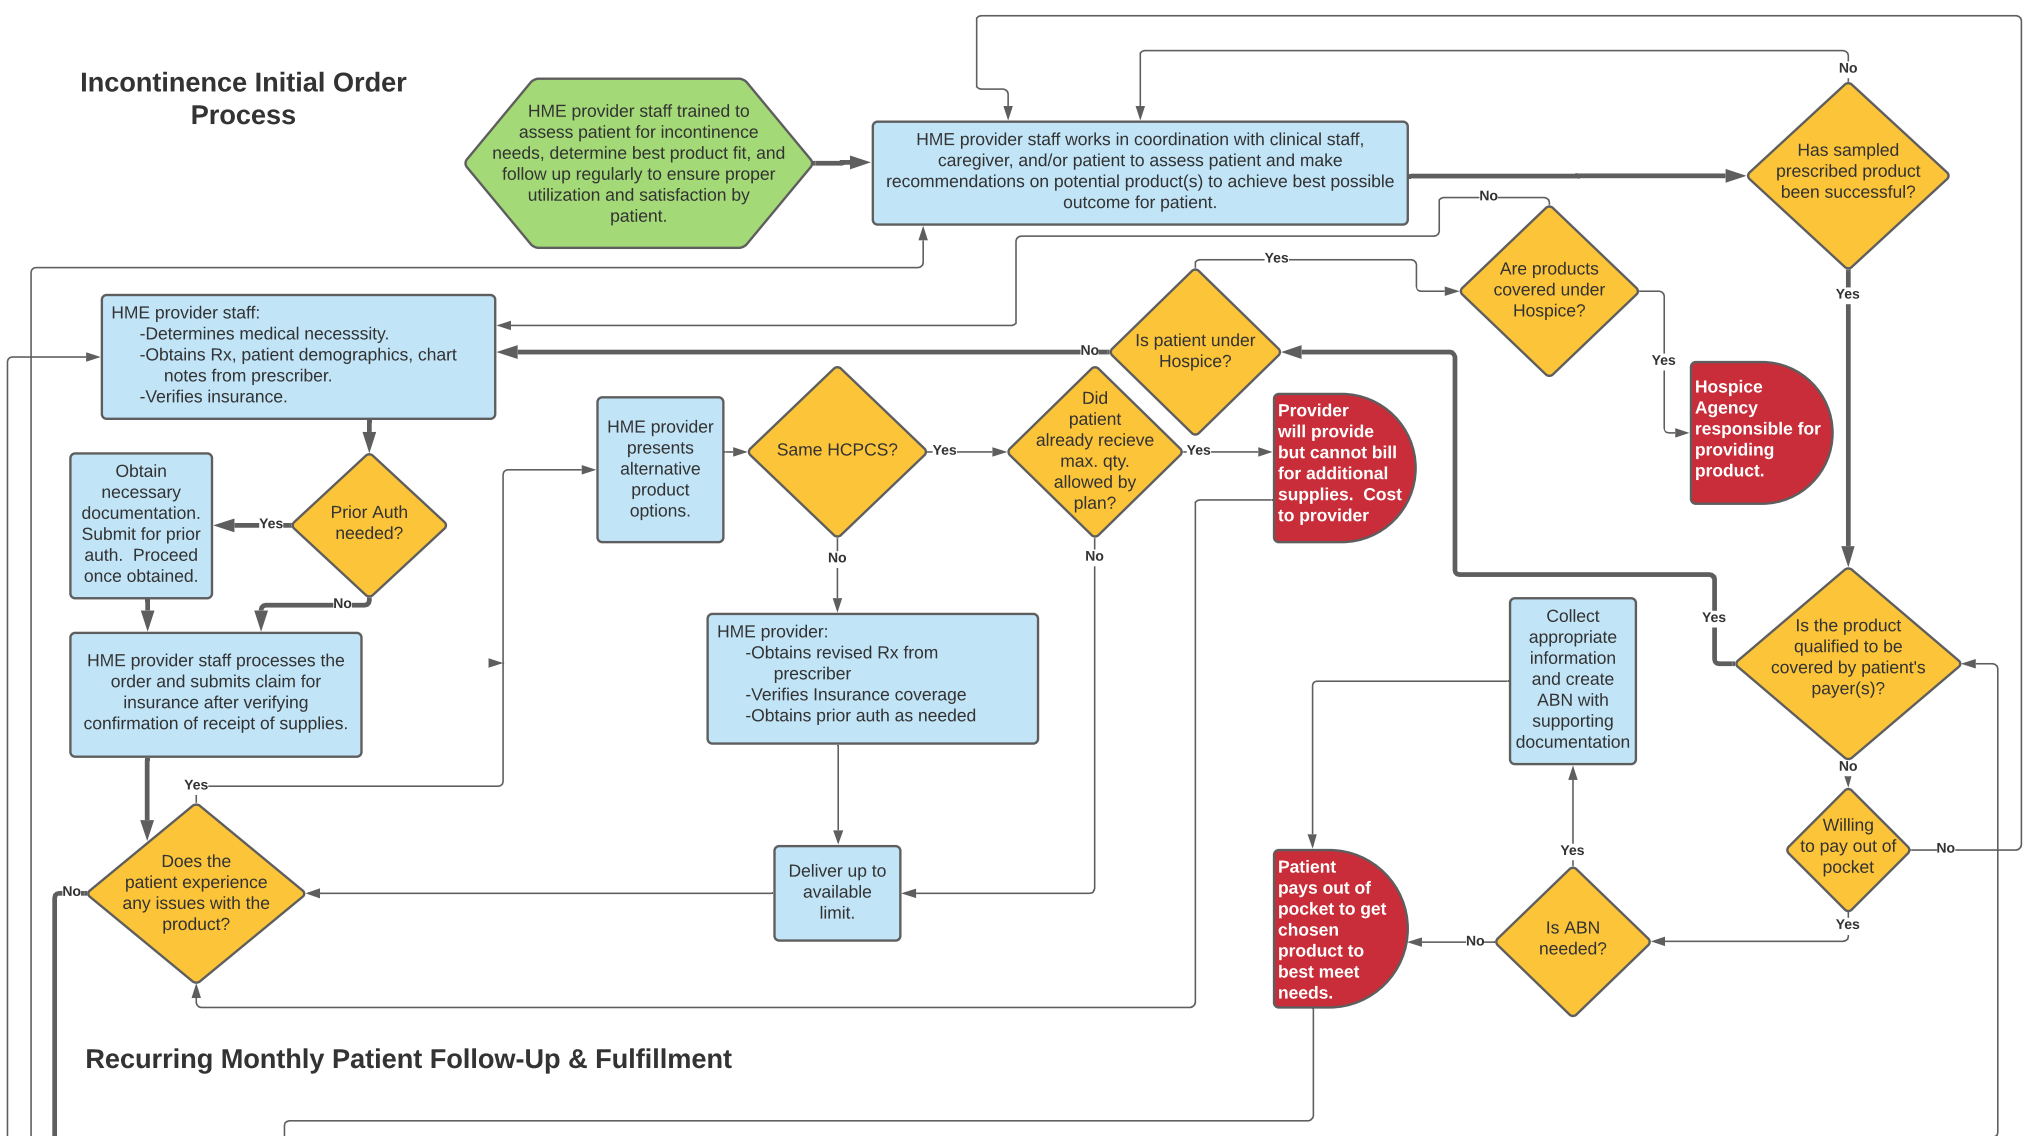 Incontinence Initial Order
Process
HME provider staff trained to
assess patient for incontinence
needs, determine best product fit, and
follow up regularly to ensure proper
utilization and satisfaction by
patient.
HME provider staff works in coordination with clinical staff,
caregiver, and/or patient to assess patient and make
recommendations on potential product(s) to achieve best possible
outcome for patient.
No
Has sampled
prescribed product
been successful?
Yes
No
Are products
covered under
Hospice?
Yes
Yes
Is patient under
Hospice?
No
Hospice
Agency
responsible for
providing
product.
HME provider staff:
-Determines medical necesssity.
-Obtains Rx, patient demographics, chart
notes from prescriber.
-Verifies insurance.
HME provider
presents
alternative
product
options.
Same HCPCS?
Yes
No
Did
patient
already recieve
max. qty.
allowed by
plan?
Yes
No
Provider
will provide
but cannot bill
for additional
supplies.  Cost
to provider
Obtain
necessary
documentation.
Submit for prior
auth.  Proceed
once obtained.
Yes
Prior Auth
needed?
No
HME provider staff processes the
order and submits claim for
insurance after verifying
confirmation of receipt of supplies.
HME provider:
-Obtains revised Rx from
prescriber
-Verifies Insurance coverage
-Obtains prior auth as needed
Collect
appropriate
information
and create
ABN with
supporting
documentation
Yes
Is the product
qualified to be
covered by patient's
payer(s)?
No
Willing
to pay out of
pocket
No
Yes
Yes
Is ABN
needed?
No
Patient
pays out of
pocket to get
chosen
product to
best meet
needs.
Deliver up to
available
limit.
Yes
Does the
patient experience
any issues with the
product?
No
Recurring Monthly Patient Follow-Up & Fulfillment